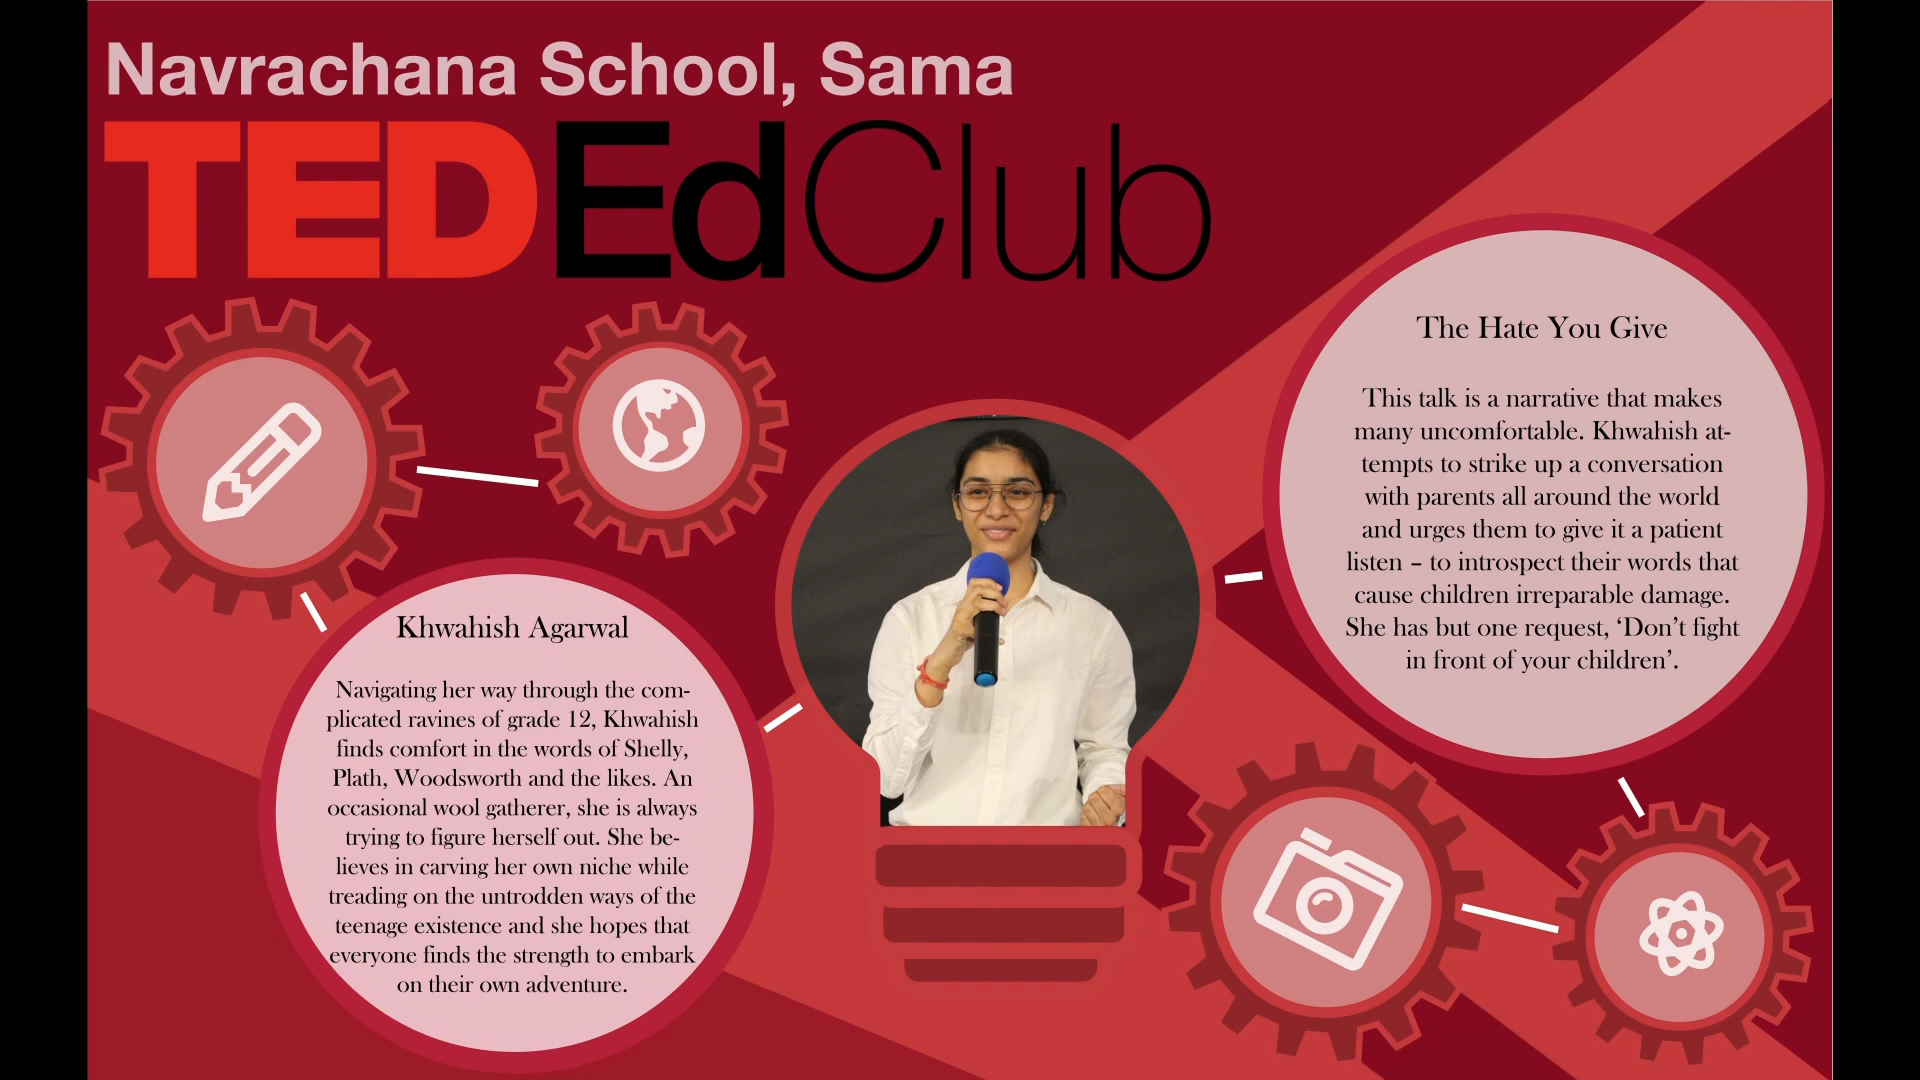 Navrachana School, Sama
TEDEdClub
The Hate You Give
This talk is a narrative that makes
many uncomfortable. Khwahish at-
tempts to strike up a conversation
with parents all around the world
and urges them to give it a patient
listen – to introspect their words that
cause children irreparable damage.
She has but one request, ‘Don’t fight
in front of your children’.
Khwahish Agarwal
Navigating her way through the com-
plicated ravines of grade 12, Khwahish
finds comfort in the words of Shelly,
Plath, Woodsworth and the likes. An
occasional wool gatherer, she is always
trying to figure herself out. She be-
lieves in carving her own niche while
treading on the untrodden ways of the
teenage existence and she hopes that
everyone finds the strength to embark
on their own adventure.